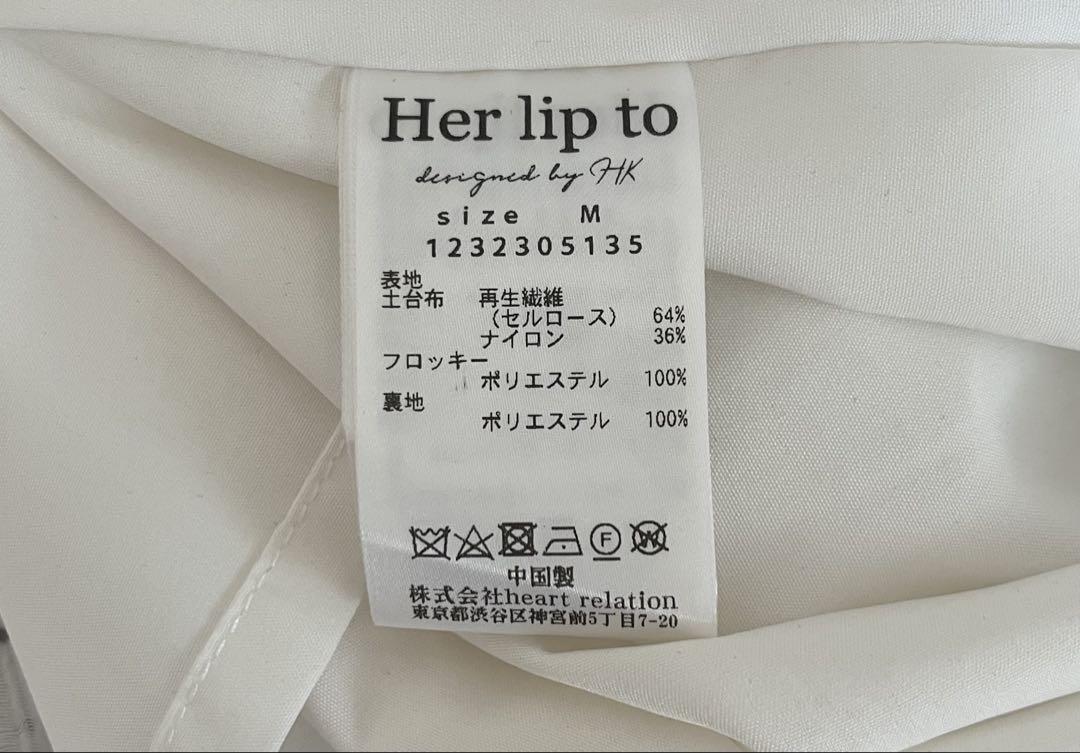 Her lip to
designed by HK
size M
1232305135
表地
土台布 再生繊維
(セルロース) 64%
ナイロン 36%
フロッキー
ポリエステル 100%
裏地
ポリエステル 100%
F
W
中国製
株式会社heart relation
東京都渋谷区神宮前5丁目7-20